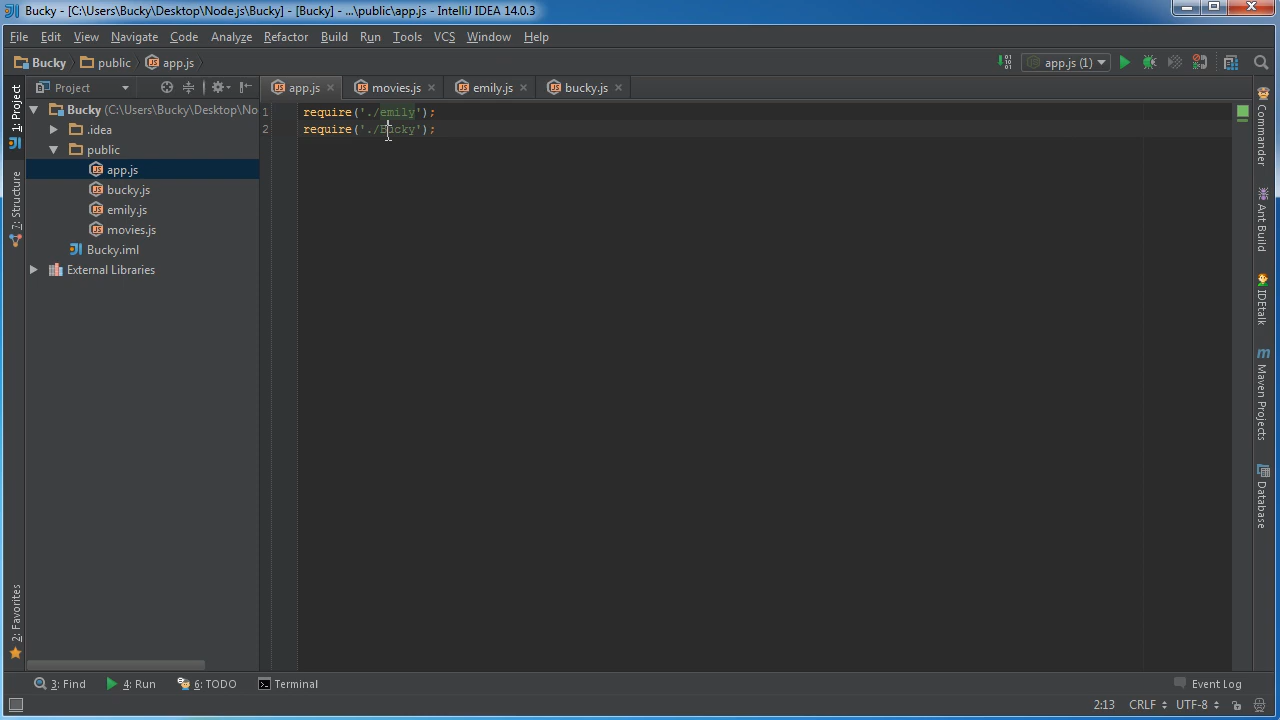 Bucky - [C:\Users\Bucky\Desktop\Node.js\Bucky] - [Bucky] - ...\public\app.js - IntelliJ IDEA 14.0.3
File Edit View Navigate Code Analyze Refactor Build Run Tools VCS Window Help
Bucky public app.js app.js (1)
Project app.js movies.js emily.js bucky.js
Bucky (C:\Users\Bucky\Desktop\No
.idea
public
app.js
bucky.js
emily.js
movies.js
Bucky.iml
External Libraries
1 require('./emily');
2 require('./Bucky');
1: Project
7: Structure
2: Favorites
Commander
Ant Build
IDEtalk
Maven Projects
Database
3: Find 4: Run 6: TODO Terminal Event Log
2:13 CRLF UTF-8